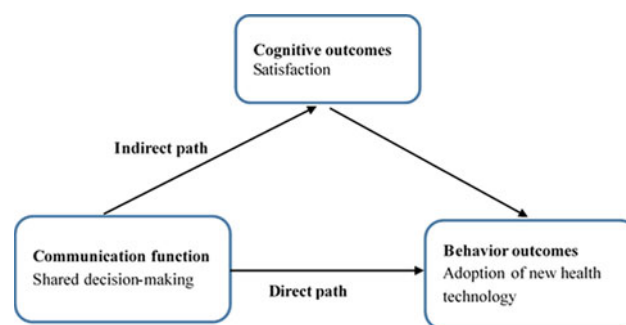 Cognitive outcomes
Satisfaction
Indirect path
Communication function
Shared decision-making
Direct path
Behavior outcomes
Adoption of new health
technology